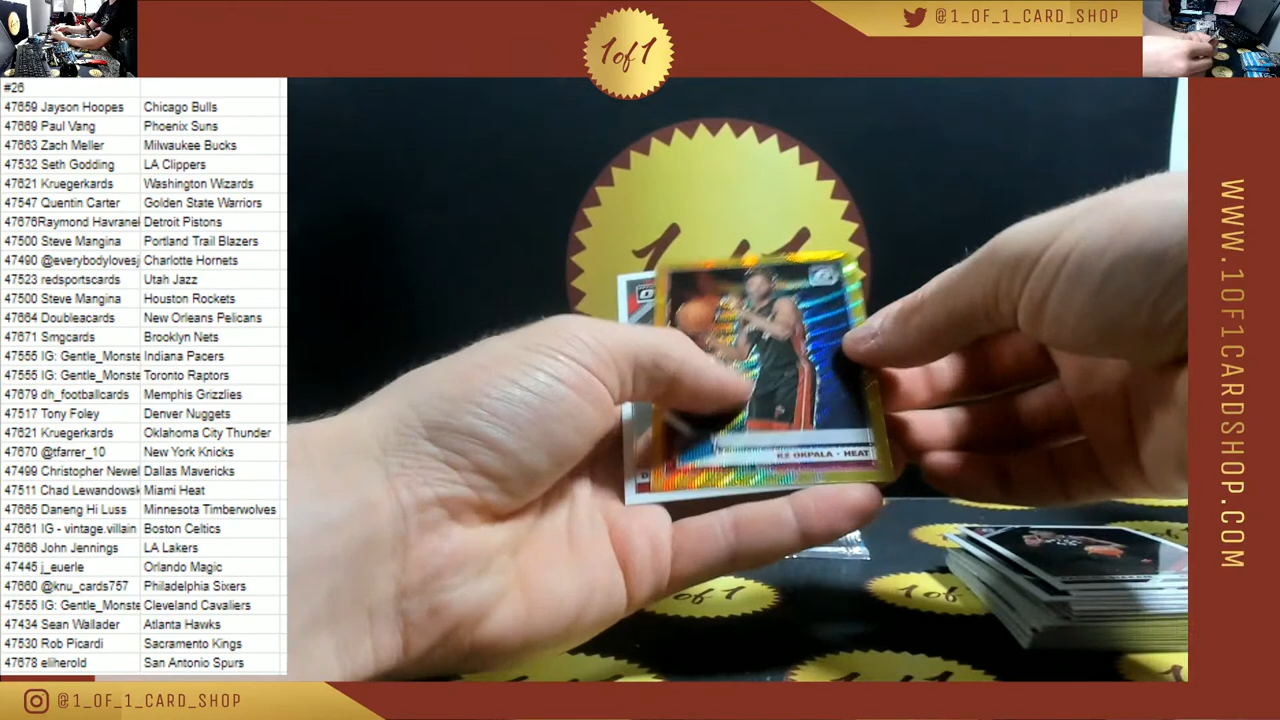 1of1
@1_OF_1_CARD_SHOP
#26
47659 Jayson Hoopes Chicago Bulls
47669 Paul Vang Phoenix Suns
47663 Zach Meller Milwaukee Bucks
47532 Seth Godding LA Clippers
47621 Kruegerkards Washington Wizards
47547 Quentin Carter Golden State Warriors
47676Raymond Havranel Detroit Pistons
47500 Steve Mangina Portland Trail Blazers
47490 @everybodylovesj Charlotte Hornets
47523 redsportscards Utah Jazz
47500 Steve Mangina Houston Rockets
47664 Doubleacards New Orleans Pelicans
47671 Smgcards Brooklyn Nets
47555 IG: Gentle_Monste Indiana Pacers
47555 IG: Gentle_Monste Toronto Raptors
47679 dh_footballcards Memphis Grizzlies
47517 Tony Foley Denver Nuggets
47621 Kruegerkards Oklahoma City Thunder
47670 @tfarrer_10 New York Knicks
47499 Christopher Newel Dallas Mavericks
47511 Chad Lewandowsk Miami Heat
47665 Daneng Hi Luss Minnesota Timberwolves
47661 IG - vintage.villain Boston Celtics
47666 John Jennings LA Lakers
47445 j_euerle Orlando Magic
47660 @knu_cards757 Philadelphia Sixers
47555 IG: Gentle_Monste Cleveland Cavaliers
47434 Sean Wallader Atlanta Hawks
47530 Rob Picardi Sacramento Kings
47678 eliherold San Antonio Spurs
KZ OKPALA • HEAT
of 1
of 1
WWW.1OF1CARDSHOP.COM
@1_OF_1_CARD_SHOP